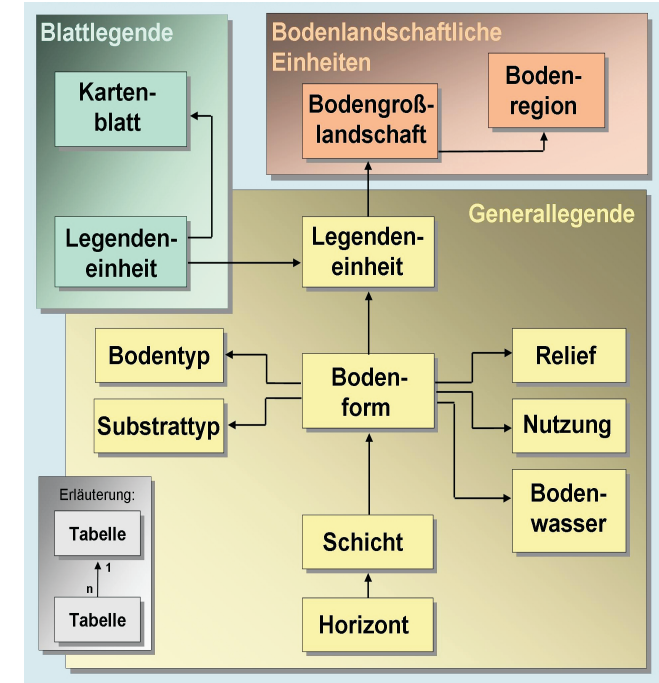 Blattlegende
Karten-
blatt
Legenden-
einheit
Bodenlandschaftliche
Einheiten
Bodengroß-
landschaft
Boden-
region
Generallegende
Legenden-
einheit
Bodentyp
Substrattyp
Boden-
form
Relief
Nutzung
Boden-
wasser
Schicht
Horizont
Erläuterung:
Tabelle
1
n
Tabelle